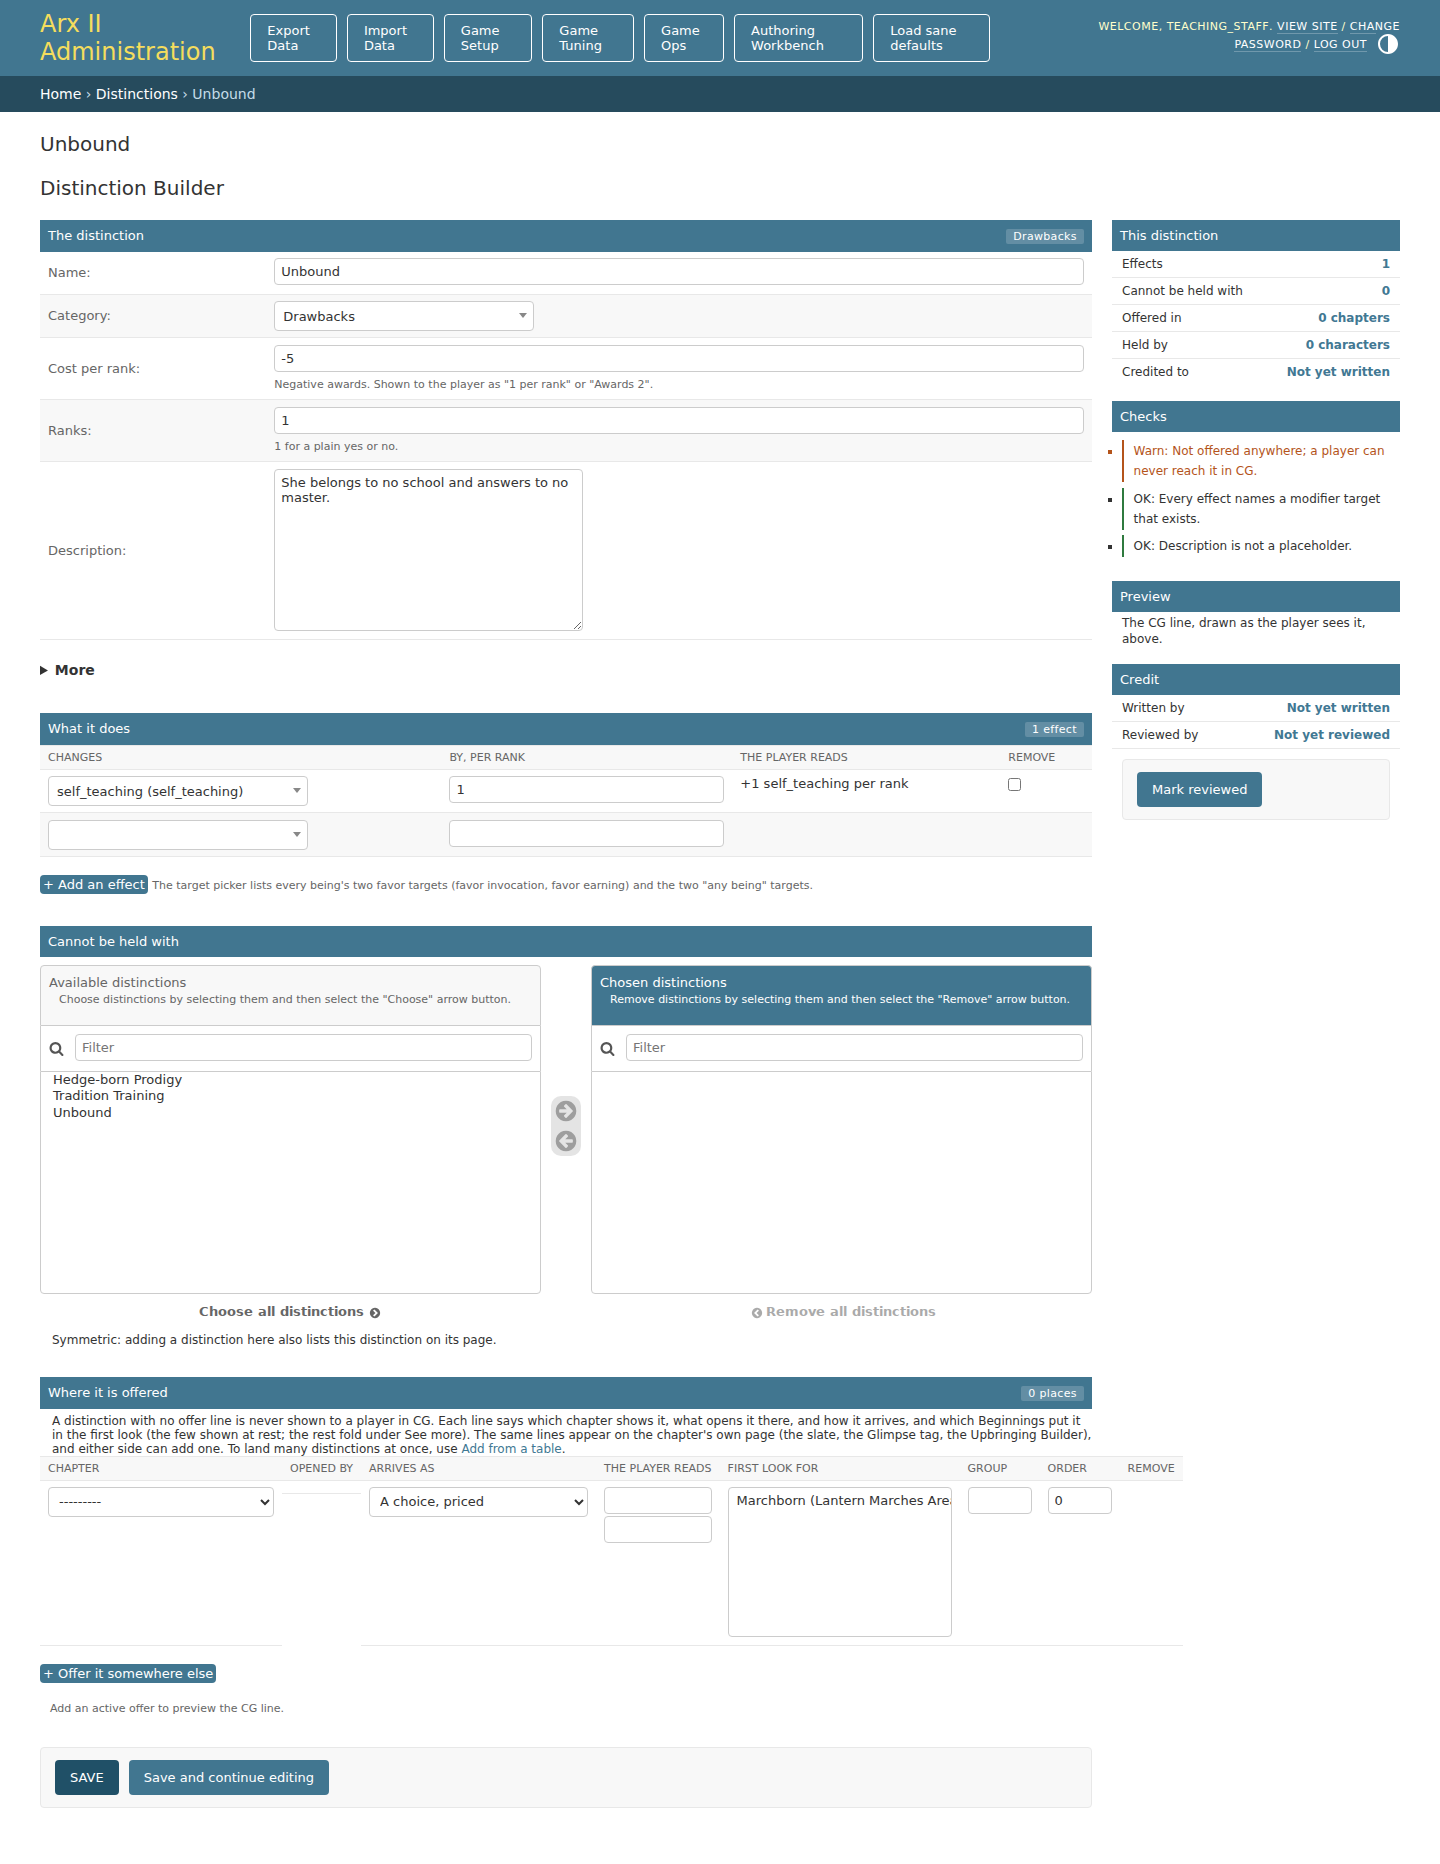 Arx II
Administration
Export
Data
Import
Data
Game
Setup
Game
Tuning
Game
Ops
Authoring
Workbench
Load sane
defaults
WELCOME, TEACHING_STAFF. VIEW SITE / CHANGE
PASSWORD / LOG OUT
Home › Distinctions › Unbound
Unbound
Distinction Builder
The distinction
Drawbacks
Name:
Unbound
Category:
Drawbacks
Cost per rank:
-5
Negative awards. Shown to the player as "1 per rank" or "Awards 2".
Ranks:
1
1 for a plain yes or no.
Description:
She belongs to no school and answers to no
master.
More
What it does
1 effect
CHANGES
BY, PER RANK
THE PLAYER READS
REMOVE
self_teaching (self_teaching)
1
+1 self_teaching per rank
+ Add an effect
The target picker lists every being's two favor targets (favor invocation, favor earning) and the two "any being" targets.
Cannot be held with
Available distinctions
Choose distinctions by selecting them and then select the "Choose" arrow button.
Filter
Hedge-born Prodigy
Tradition Training
Unbound
Choose all distinctions
Chosen distinctions
Remove distinctions by selecting them and then select the "Remove" arrow button.
Filter
Remove all distinctions
Symmetric: adding a distinction here also lists this distinction on its page.
Where it is offered
0 places
A distinction with no offer line is never shown to a player in CG. Each line says which chapter shows it, what opens it there, and how it arrives, and which Beginnings put it
in the first look (the few shown at rest; the rest fold under See more). The same lines appear on the chapter's own page (the slate, the Glimpse tag, the Upbringing Builder),
and either side can add one. To land many distinctions at once, use Add from a table.
CHAPTER
OPENED BY
ARRIVES AS
THE PLAYER READS
FIRST LOOK FOR
GROUP
ORDER
REMOVE
---------
A choice, priced
Marchborn (Lantern Marches Area
0
+ Offer it somewhere else
Add an active offer to preview the CG line.
SAVE
Save and continue editing
This distinction
Effects
1
Cannot be held with
0
Offered in
0 chapters
Held by
0 characters
Credited to
Not yet written
Checks
Warn: Not offered anywhere; a player can
never reach it in CG.
OK: Every effect names a modifier target
that exists.
OK: Description is not a placeholder.
Preview
The CG line, drawn as the player sees it,
above.
Credit
Written by
Not yet written
Reviewed by
Not yet reviewed
Mark reviewed